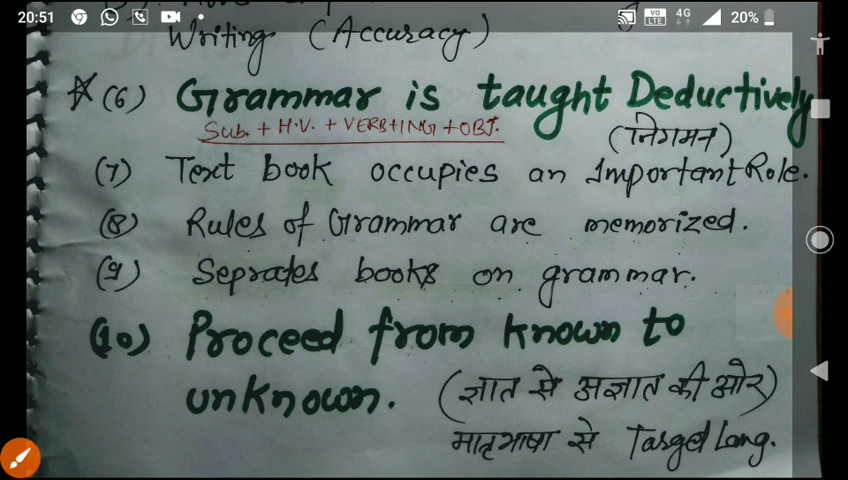 20:51
VO LTE 4G 20%
Writing (Accuracy)
(6) Grammar is taught Deductively
Sub. + H.V. + VERB+ING + OBJ.
(निगमन)
(7) Text book occupies an Important Role.
(8) Rules of Grammar are memorized.
(9) Seprates books on grammar.
(10) Proceed from known to
unknown. (ज्ञात से अज्ञात की ओर)
मातृभाषा से Target Lang.